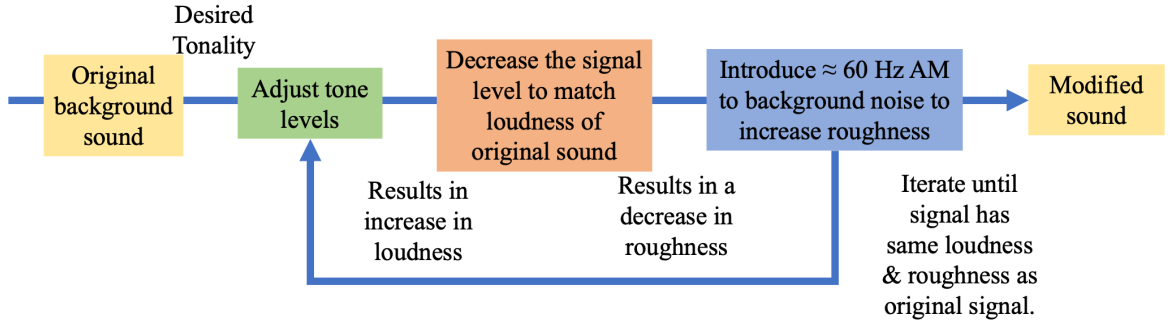 Desired
Tonality
Original
background
sound
Adjust tone
levels
Decrease the signal
level to match
loudness of
original sound
Introduce ≈ 60 Hz AM
to background noise to
increase roughness
Modified
sound
Results in
increase in
loudness
Results in a
decrease in
roughness
Iterate until
signal has
same loudness
& roughness as
original signal.